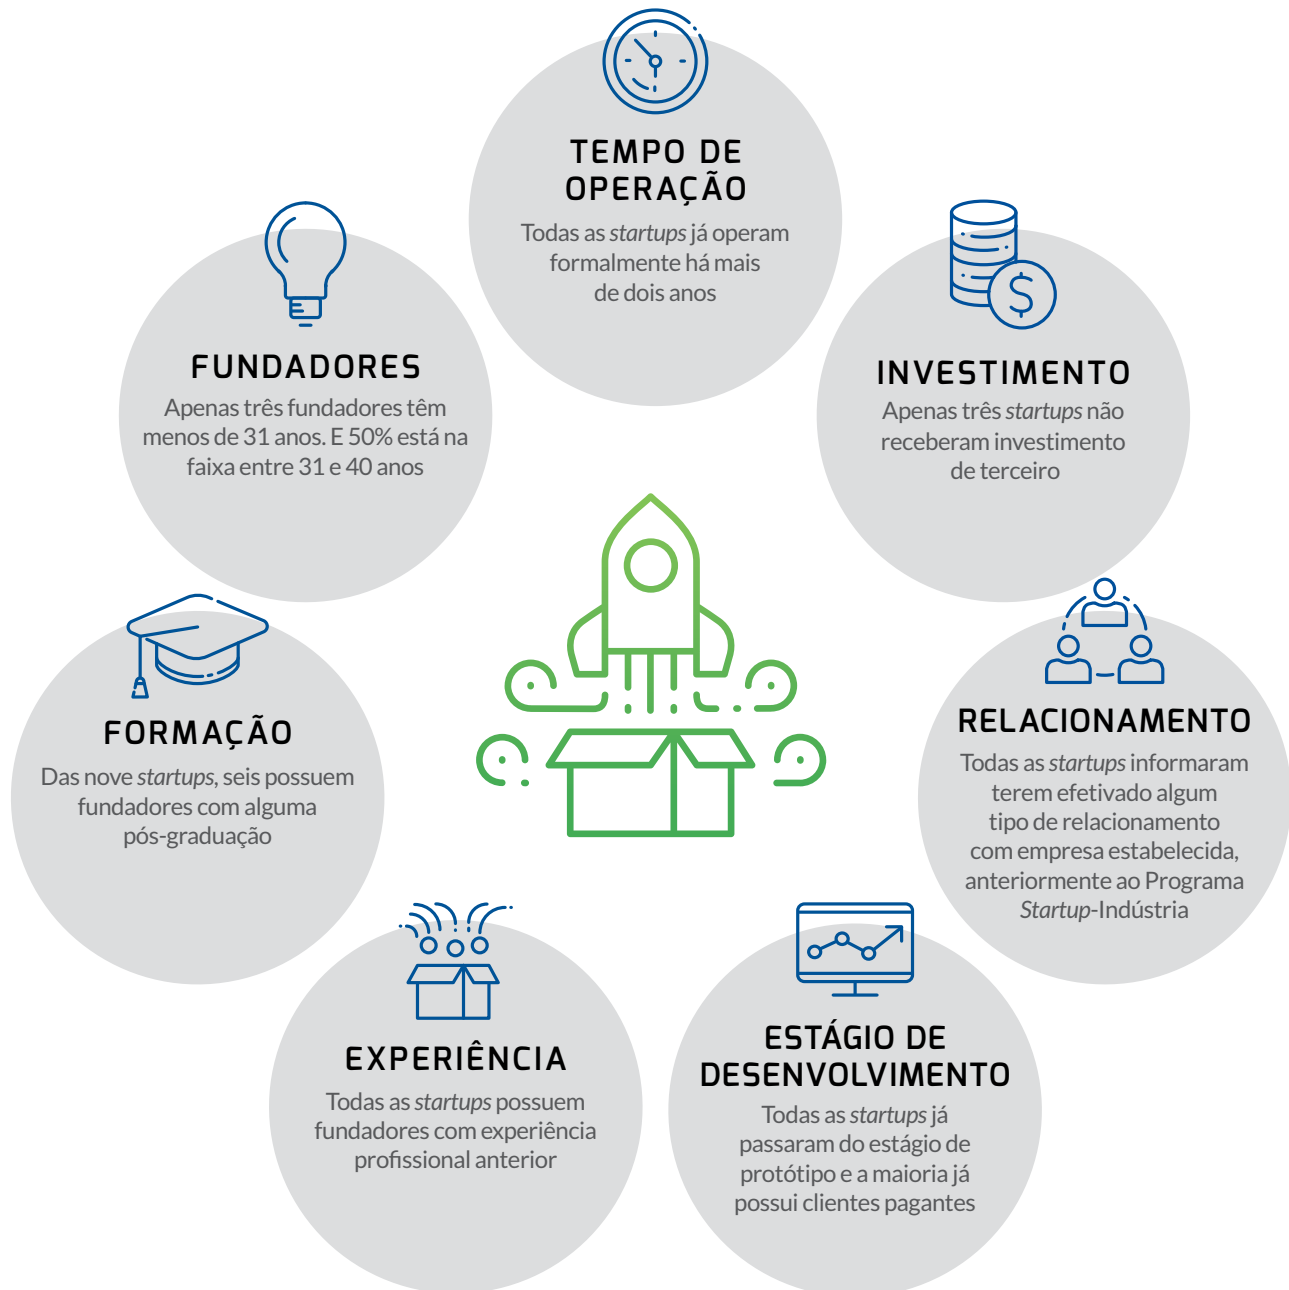 TEMPO DE
OPERAÇÃO
Todas as startups já operam
formalmente há mais
de dois anos
INVESTIMENTO
Apenas três startups não
receberam investimento
de terceiro
RELACIONAMENTO
Todas as startups informaram
terem efetivado algum
tipo de relacionamento
com empresa estabelecida,
anteriormente ao Programa
Startup-Indústria
ESTÁGIO DE
DESENVOLVIMENTO
Todas as startups já
passaram do estágio de
protótipo e a maioria já
possui clientes pagantes
EXPERIÊNCIA
Todas as startups possuem
fundadores com experiência
profissional anterior
FORMAÇÃO
Das nove startups, seis possuem
fundadores com alguma
pós-graduação
FUNDADORES
Apenas três fundadores têm
menos de 31 anos. E 50% está na
faixa entre 31 e 40 anos